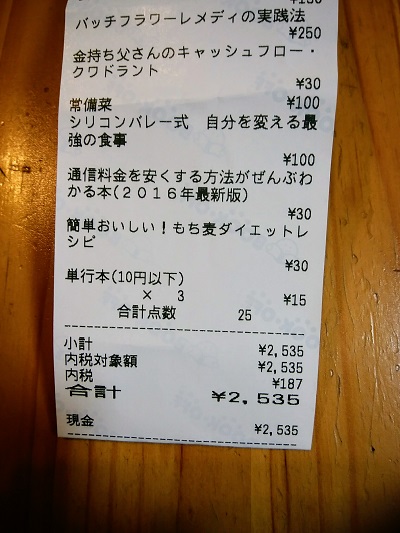 バッチフラワーレメディの実践法
¥250
金持ち父さんのキャッシュフロー・
クワドラント
¥30
常備菜 ¥100
シリコンバレー式 自分を変える最
強の食事
¥100
通信料金を安くする方法がぜんぶわ
かる本(2016年最新版)
¥30
簡単おいしい!もち麦ダイエットレ
シピ
¥30
単行本(10円以下)
× 3 ¥15
合計点数 25
小計 ¥2,535
内税対象額 ¥2,535
内税 ¥187
合計 ¥2,535
現金 ¥2,535